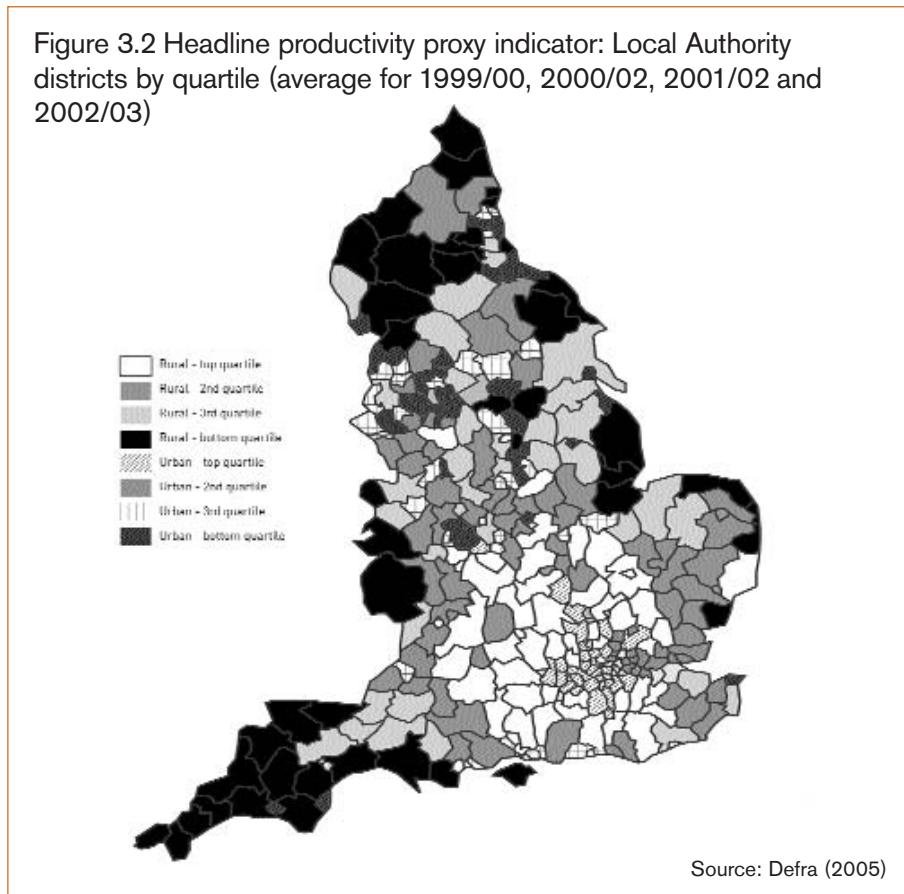 Figure 3.2 Headline productivity proxy indicator: Local Authority
districts by quartile (average for 1999/00, 2000/02, 2001/02 and
2002/03)
Rural - top quartile
Rural - 2nd quartile
Rural - 3rd quartile
Rural - bottom quartile
Urban - top quartile
Urban - 2nd quartile
Urban - 3rd quartile
Urban - bottom quartile
Source: Defra (2005)